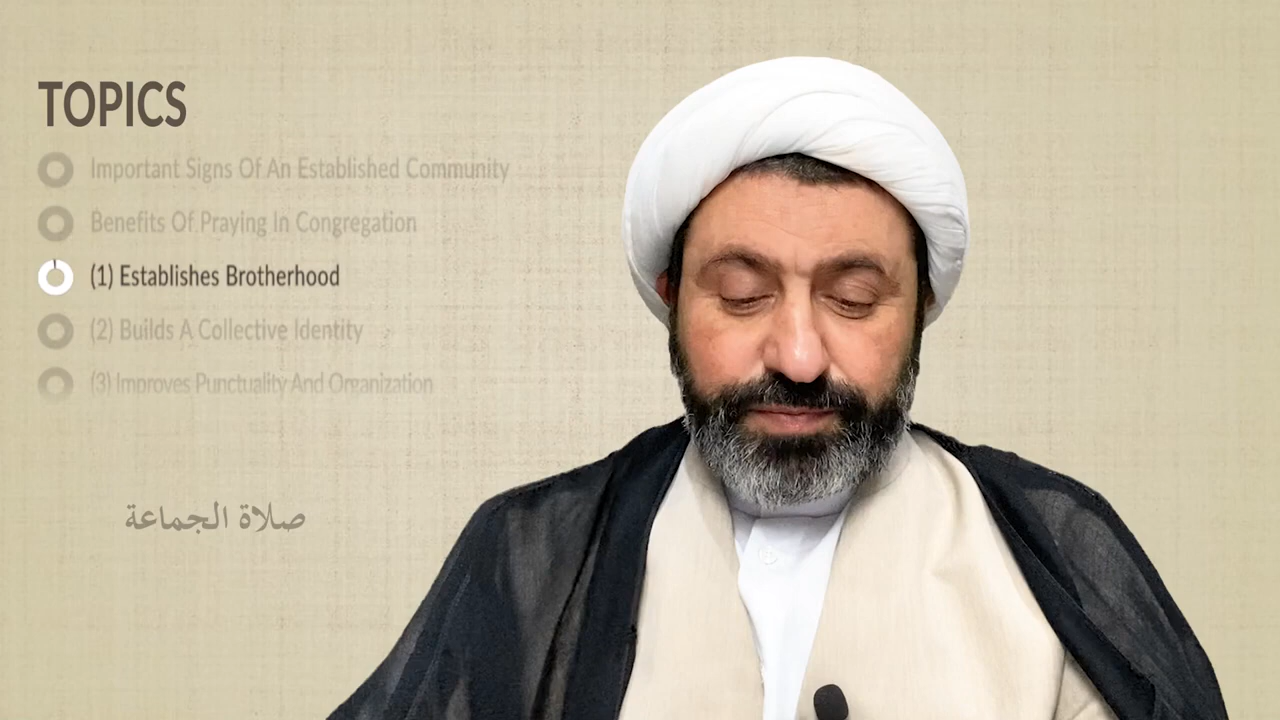 TOPICS
Important Signs Of An Established Community
Benefits Of Praying In Congregation
(1) Establishes Brotherhood
(2) Builds A Collective Identity
(3) Improves Punctuality And Organization
صلاة الجماعة